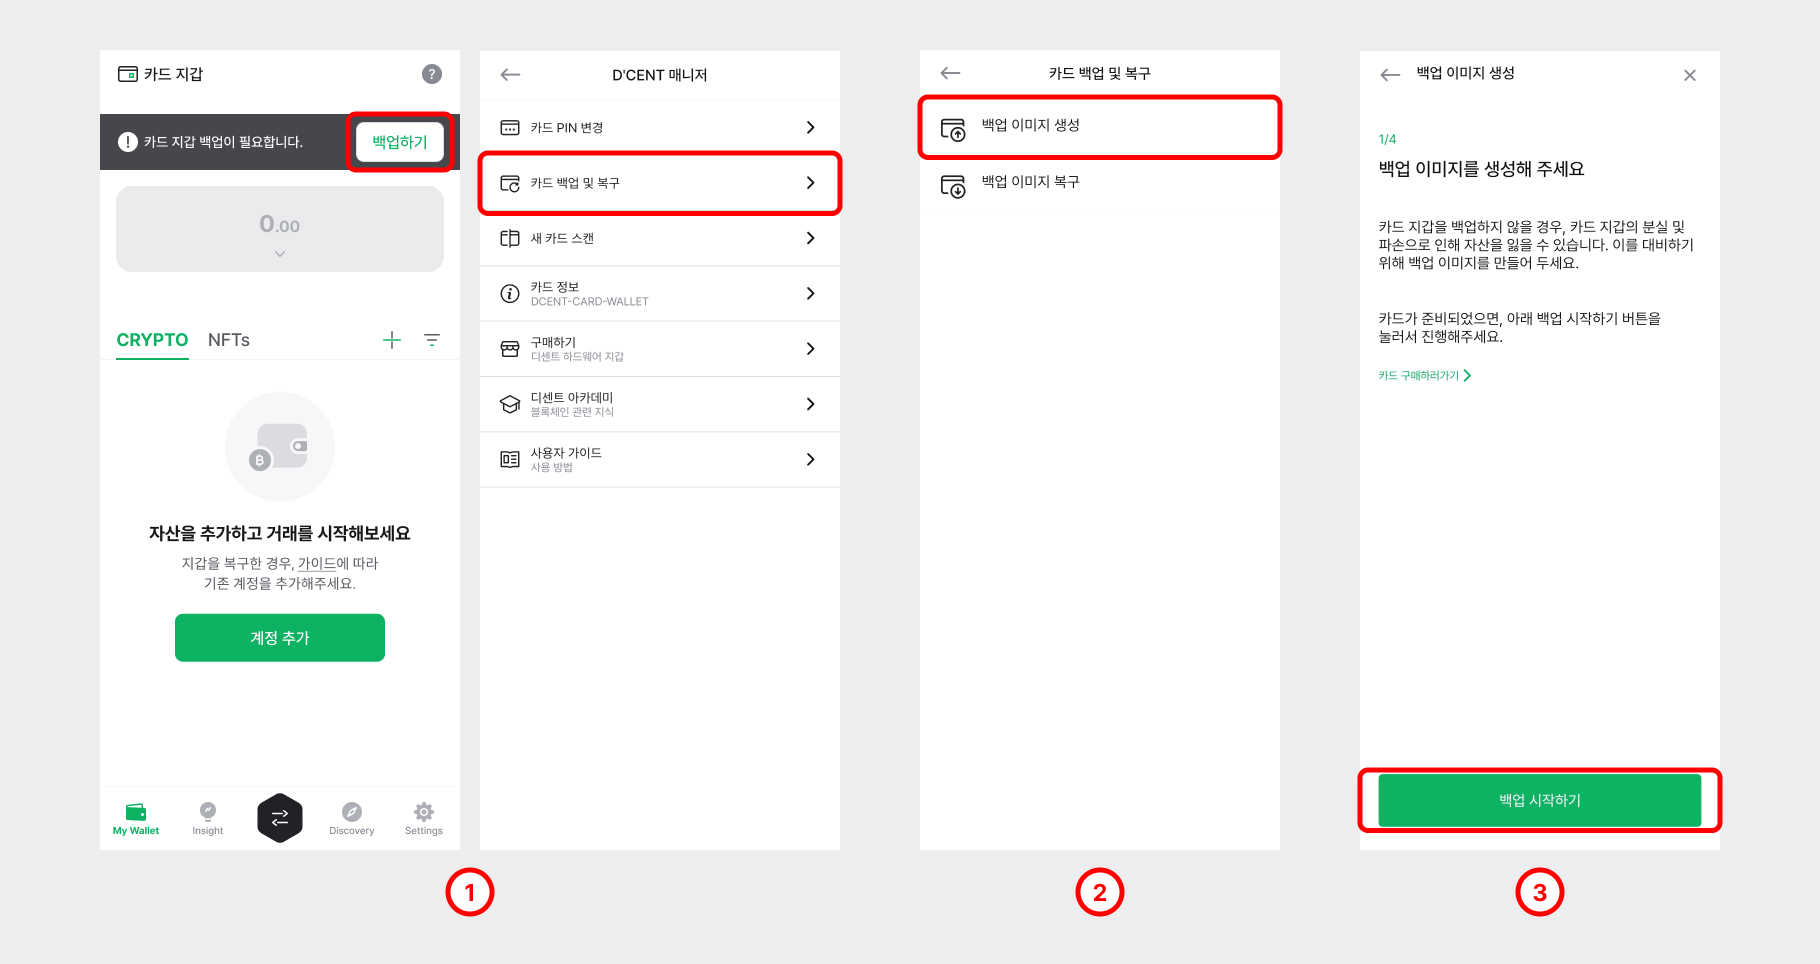 카드 지갑
?
카드 지갑 백업이 필요합니다.
백업하기
0.00
CRYPTO
NFTs
자산을 추가하고 거래를 시작해보세요
지갑을 복구한 경우, 가이드에 따라
기존 계정을 추가해주세요.
계정 추가
My Wallet
Insight
Discovery
Settings
D'CENT 매니저
카드 PIN 변경
카드 백업 및 복구
새 카드 스캔
카드 정보
DCENT-CARD-WALLET
구매하기
디센트 하드웨어 지갑
디센트 아카데미
블록체인 관련 지식
사용자 가이드
사용 방법
1
카드 백업 및 복구
백업 이미지 생성
백업 이미지 복구
2
백업 이미지 생성
1/4
백업 이미지를 생성해 주세요
카드 지갑을 백업하지 않을 경우, 카드 지갑의 분실 및
파손으로 인해 자산을 잃을 수 있습니다. 이를 대비하기
위해 백업 이미지를 만들어 두세요.
카드가 준비되었으면, 아래 백업 시작하기 버튼을
눌러서 진행해주세요.
카드 구매하러가기
백업 시작하기
3